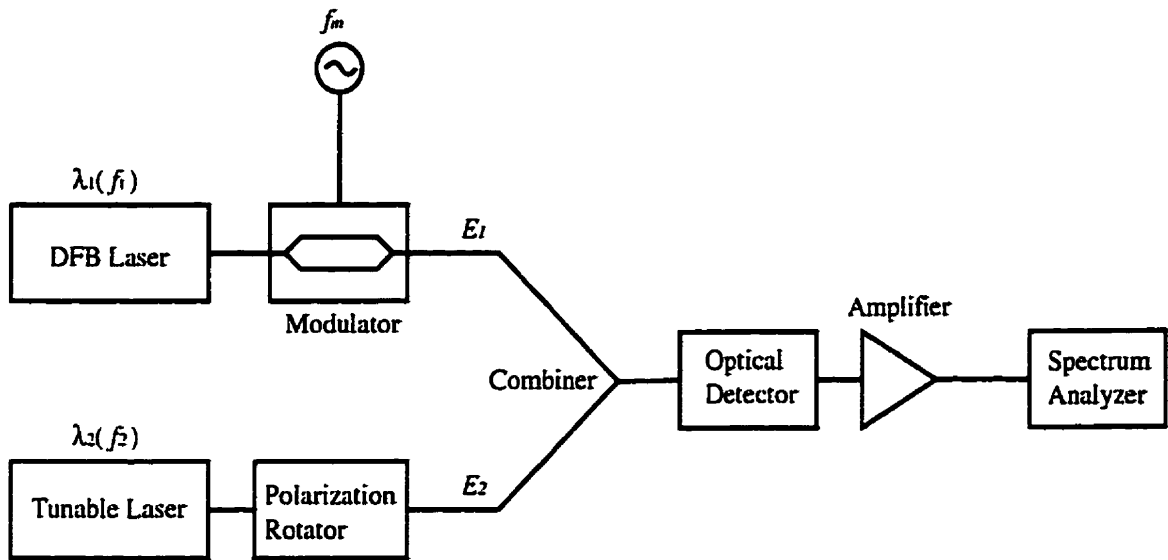 fm
λ1(f1)
DFB Laser
E1
Modulator
Amplifier
Combiner
Optical
Detector
Spectrum
Analyzer
λ2(f2)
Tunable Laser
Polarization
Rotator
E2